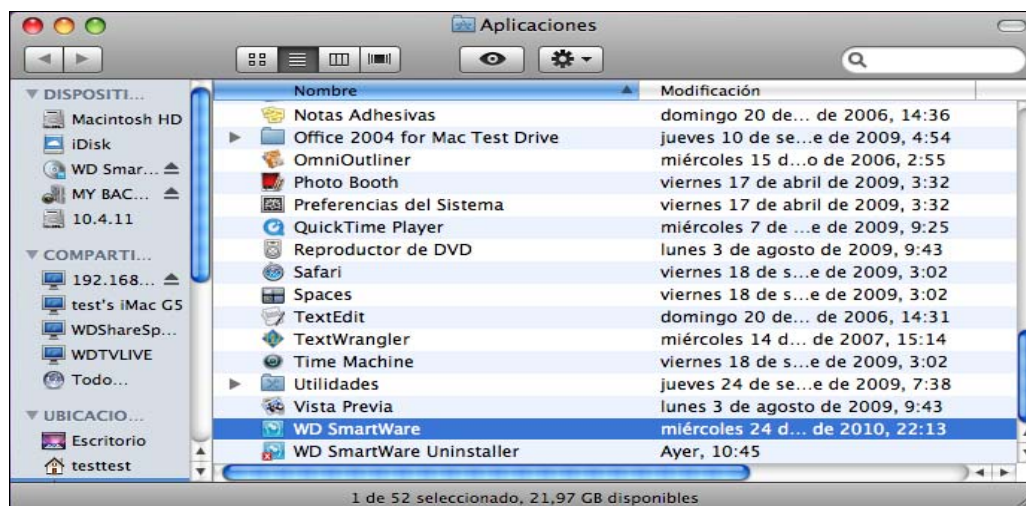 Aplicaciones
DISPOSITI...
Macintosh HD
iDisk
WD Smar...
MY BAC...
10.4.11
COMPARTI...
192.168...
test's iMac G5
WDShareSp...
WDTVLIVE
Todo...
UBICACIO...
Escritorio
testtest
Nombre Modificación
Notas Adhesivas domingo 20 de... de 2006, 14:36
Office 2004 for Mac Test Drive jueves 10 de se...e de 2009, 4:54
OmniOutliner miércoles 15 d...o de 2006, 2:55
Photo Booth viernes 17 de abril de 2009, 3:32
Preferencias del Sistema viernes 17 de abril de 2009, 3:32
QuickTime Player miércoles 7 de ...e de 2009, 9:25
Reproductor de DVD lunes 3 de agosto de 2009, 9:43
Safari viernes 18 de s...e de 2009, 3:02
Spaces viernes 18 de s...e de 2009, 3:02
TextEdit domingo 20 de... de 2006, 14:31
TextWrangler miércoles 14 d... de 2007, 15:14
Time Machine viernes 18 de s...e de 2009, 3:02
Utilidades jueves 24 de se...e de 2009, 7:38
Vista Previa lunes 3 de agosto de 2009, 9:43
WD SmartWare miércoles 24 d... de 2010, 22:13
WD SmartWare Uninstaller Ayer, 10:45
1 de 52 seleccionado, 21,97 GB disponibles